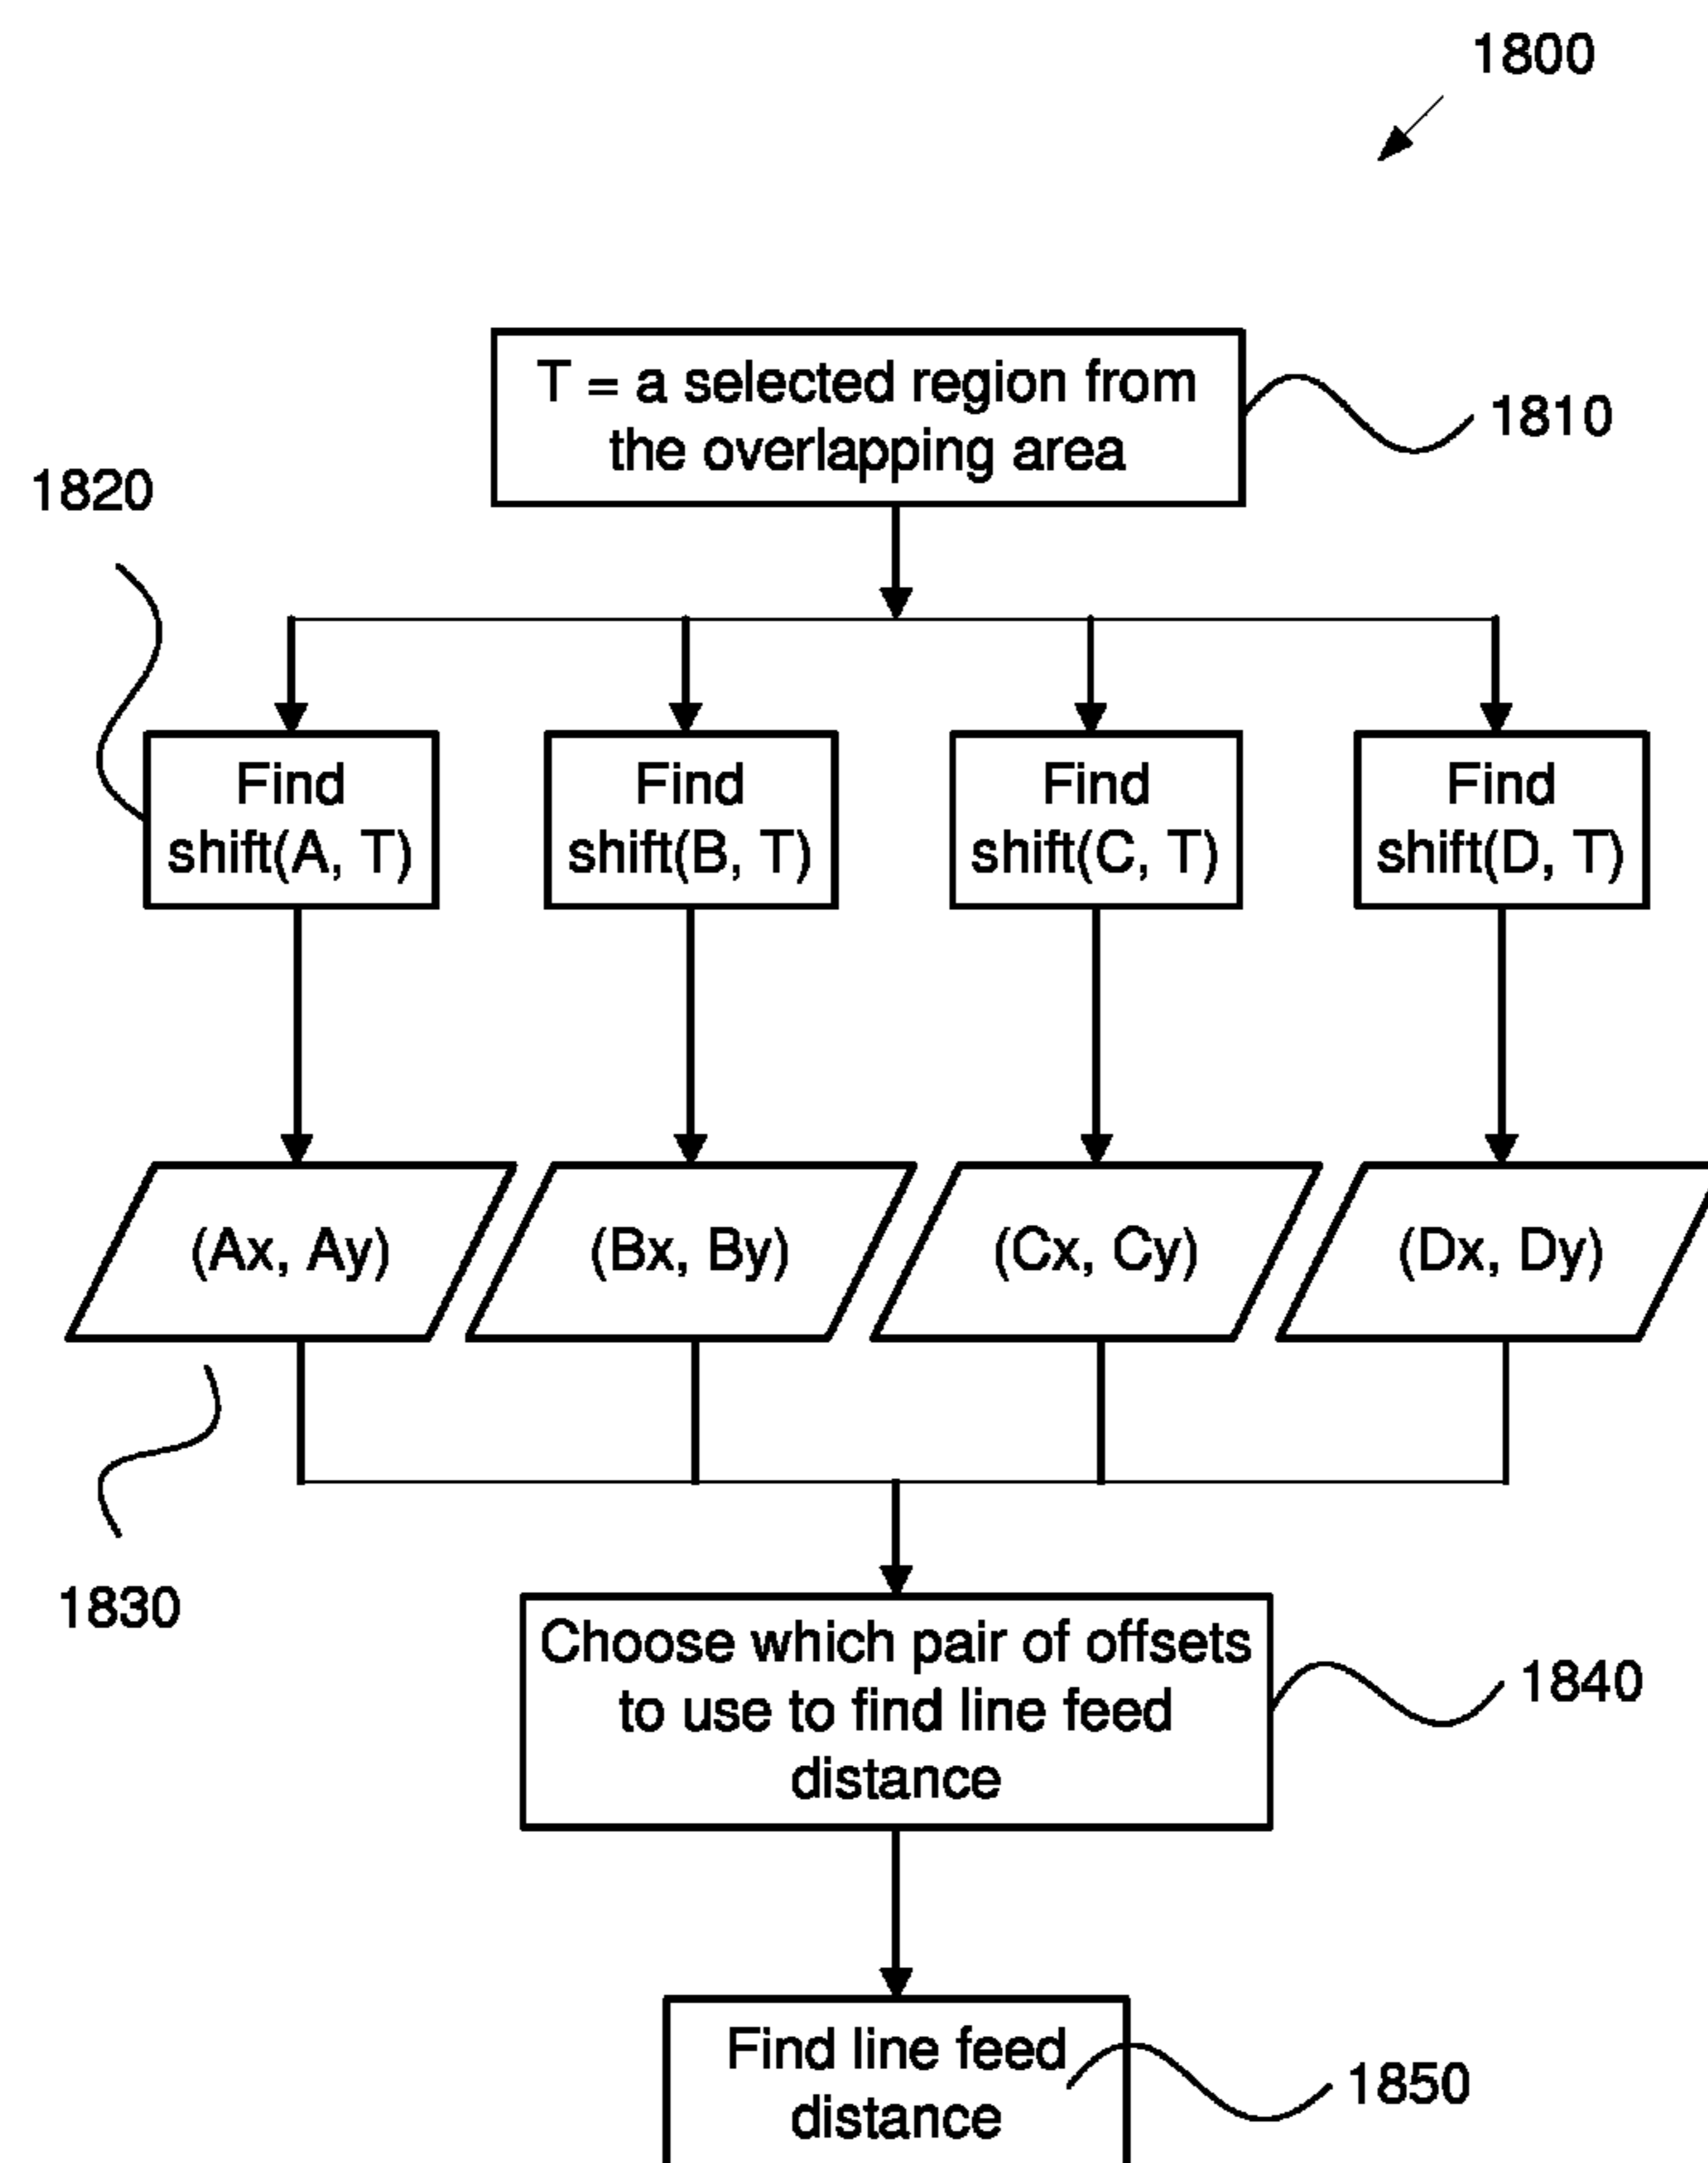 1800
T = a selected region from
the overlapping area
1810
1820
Find
shift(A, T)
Find
shift(B, T)
Find
shift(C, T)
Find
shift(D, T)
(Ax, Ay)
(Bx, By)
(Cx, Cy)
(Dx, Dy)
1830
Choose which pair of offsets
to use to find line feed
distance
1840
Find line feed
distance
1850